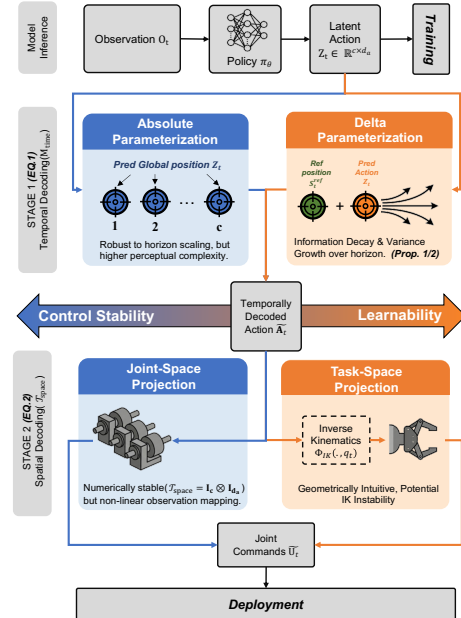 Model
Inference
Observation O_t
Policy π_θ
Latent
Action
Z_t ∈ ℝ^{c×d_a}
Training
STAGE 1 (EQ.1)
Temporal Decoding(M_time)
Absolute
Parameterization
Pred Global position Z_t
1 2 ... c
Robust to horizon scaling, but
higher perceptual complexity.
Delta
Parameterization
Ref
position
S_t^{ref}
Pred
Action
Z_t
+
Information Decay & Variance
Growth over horizon. (Prop. 1/2)
Control Stability
Temporally
Decoded
Action Ã_t
Learnability
STAGE 2 (EQ.2)
Spatial Decoding( 𝒯_space)
Joint-Space
Projection
Numerically stable(𝒯_space = I_c ⊗ I_{d_a})
but non-linear observation mapping.
Task-Space
Projection
Inverse
Kinematics
Φ_IK(., q_t)
Geometrically Intuitive, Potential
IK Instability
Joint
Commands Ũ_t
Deployment